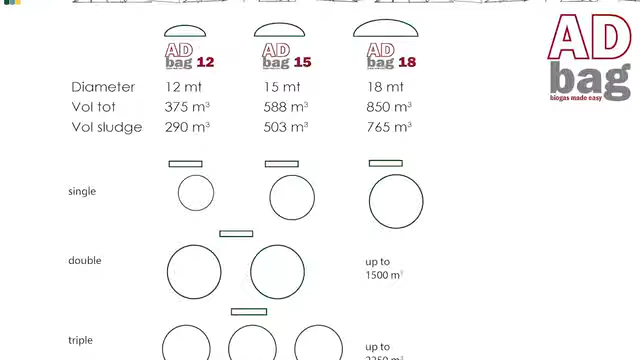 AD bag 12 AD bag 15 AD bag 18
AD
bag
biogas made easy
Diameter 12 mt 15 mt 18 mt
Vol tot 375 m³ 588 m³ 850 m³
Vol sludge 290 m³ 503 m³ 765 m³
single
double up to
1500 m³
triple up to
2250 m³